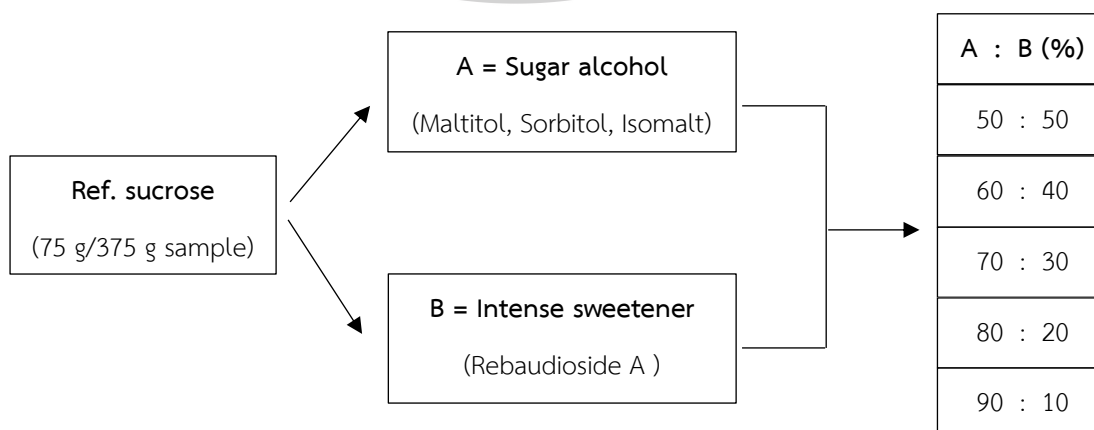 Ref. sucrose
(75 g/375 g sample)
A = Sugar alcohol
(Maltitol, Sorbitol, Isomalt)
B = Intense sweetener
(Rebaudioside A )
A : B (%)
50 : 50
60 : 40
70 : 30
80 : 20
90 : 10